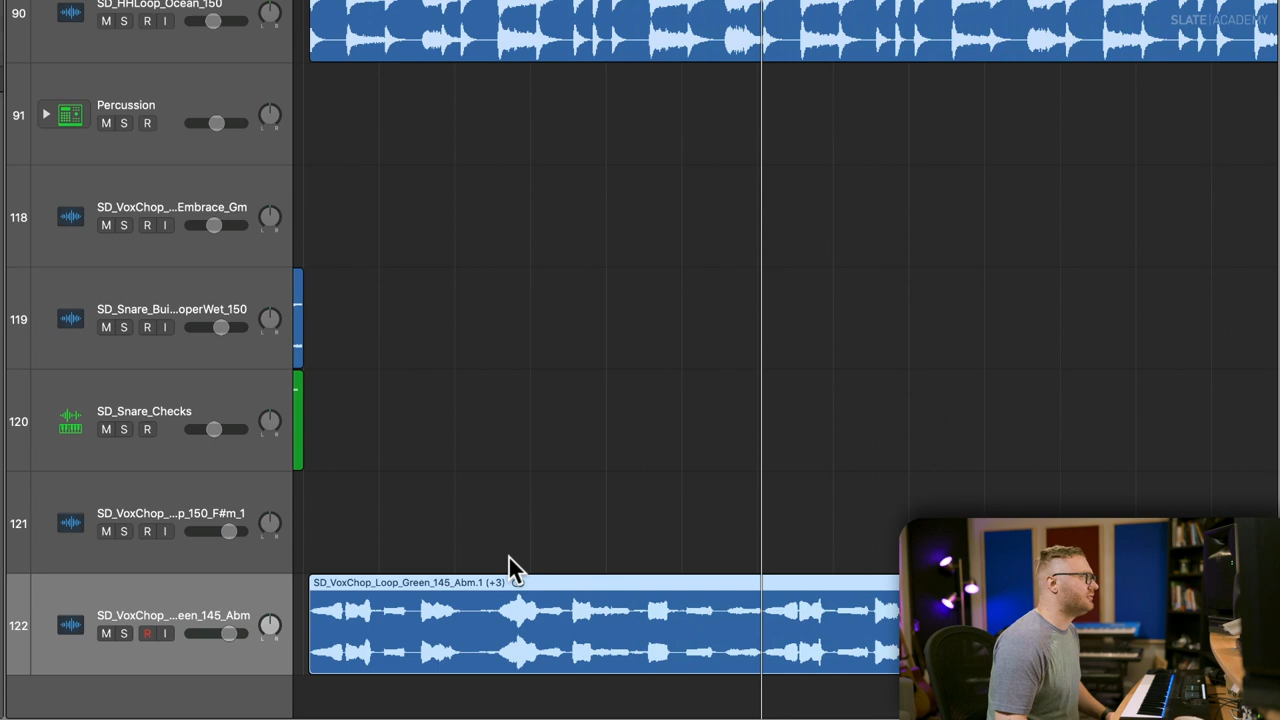 SLATE|ACADEMY
90 SD_HHLoop_Ocean_150
M S R I
91 Percussion
M S R
L R
118 SD_VoxChop_...Embrace_Gm
M S R I
L R
119 SD_Snare_Bui...operWet_150
M S R I
L R
120 SD_Snare_Checks
M S R
L R
121 SD_VoxChop_...p_150_F#m_1
M S R I
L R
SD_VoxChop_Loop_Green_145_Abm.1 (+3)
122 SD_VoxChop_...een_145_Abm
M S R I
L R